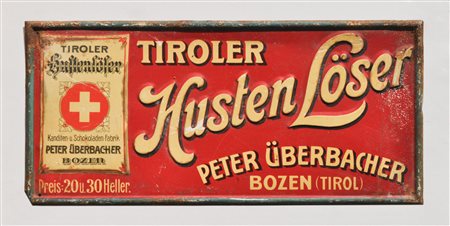 TIROLER
Hustenlöser
Kanditen- u. Schokoladen Fabrik
PETER ÜBERBACHER
BOZEN
Preis: 20 u. 30 Heller.
TIROLER
Husten Löser
PETER ÜBERBACHER
BOZEN (TIROL)